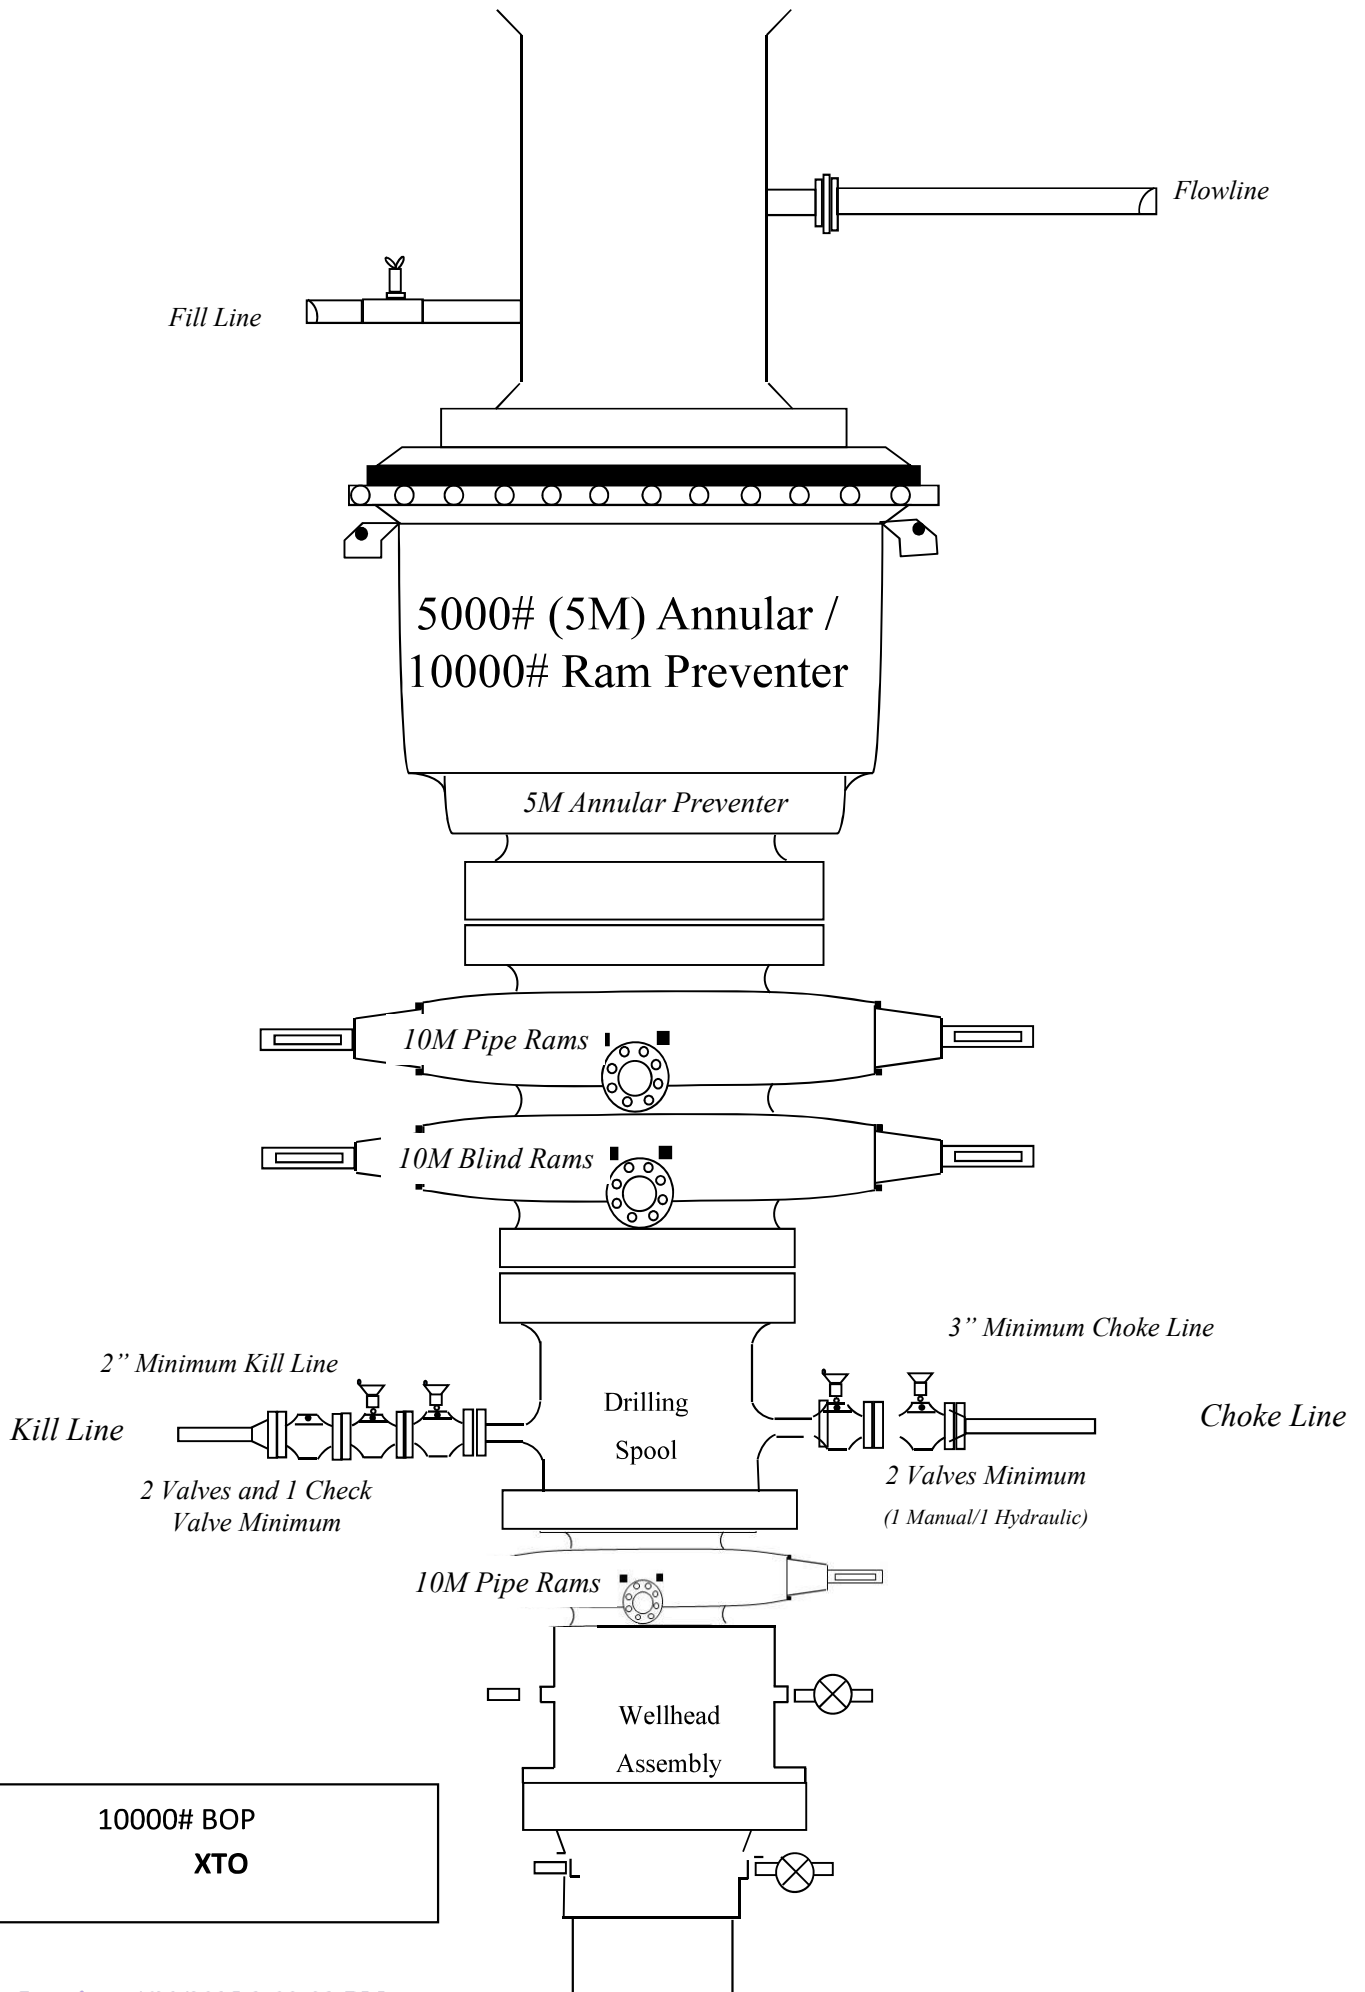 Flowline
Fill Line
5000# (5M) Annular /
10000# Ram Preventer
5M Annular Preventer
10M Pipe Rams
10M Blind Rams
3” Minimum Choke Line
2” Minimum Kill Line
Drilling
Spool
Kill Line
Choke Line
2 Valves and 1 Check
Valve Minimum
2 Valves Minimum
(1 Manual/1 Hydraulic)
10M Pipe Rams
Wellhead
Assembly
10000# BOP
XTO